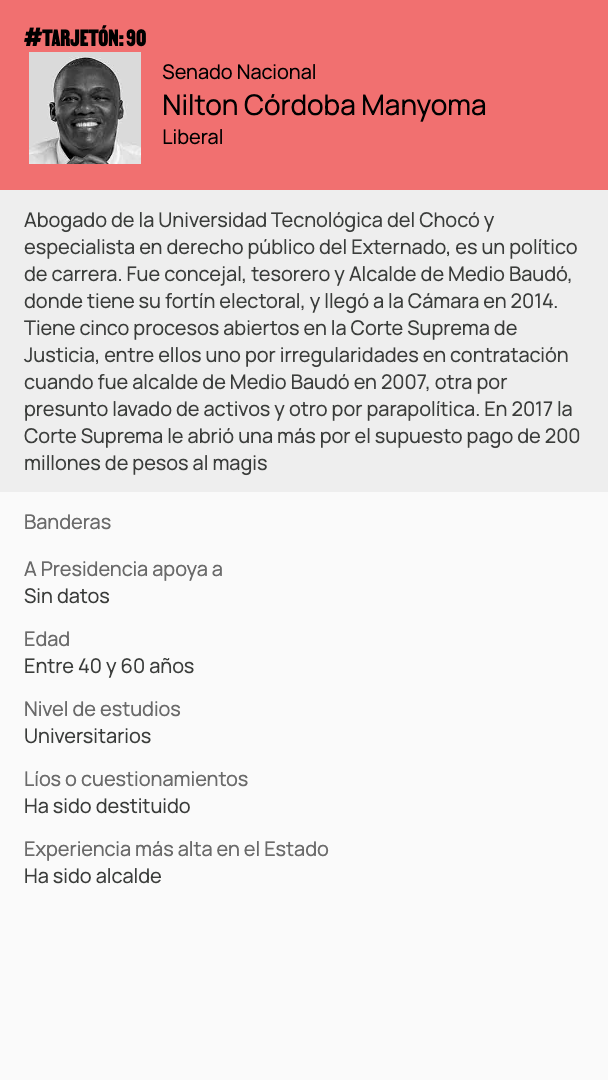 #TARJETÓN: 90
Senado Nacional
Nilton Córdoba Manyoma
Liberal
Abogado de la Universidad Tecnológica del Chocó y
especialista en derecho público del Externado, es un político
de carrera. Fue concejal, tesorero y Alcalde de Medio Baudó,
donde tiene su fortín electoral, y llegó a la Cámara en 2014.
Tiene cinco procesos abiertos en la Corte Suprema de
Justicia, entre ellos uno por irregularidades en contratación
cuando fue alcalde de Medio Baudó en 2007, otra por
presunto lavado de activos y otro por parapolítica. En 2017 la
Corte Suprema le abrió una más por el supuesto pago de 200
millones de pesos al magis
Banderas
A Presidencia apoya a
Sin datos
Edad
Entre 40 y 60 años
Nivel de estudios
Universitarios
Líos o cuestionamientos
Ha sido destituido
Experiencia más alta en el Estado
Ha sido alcalde